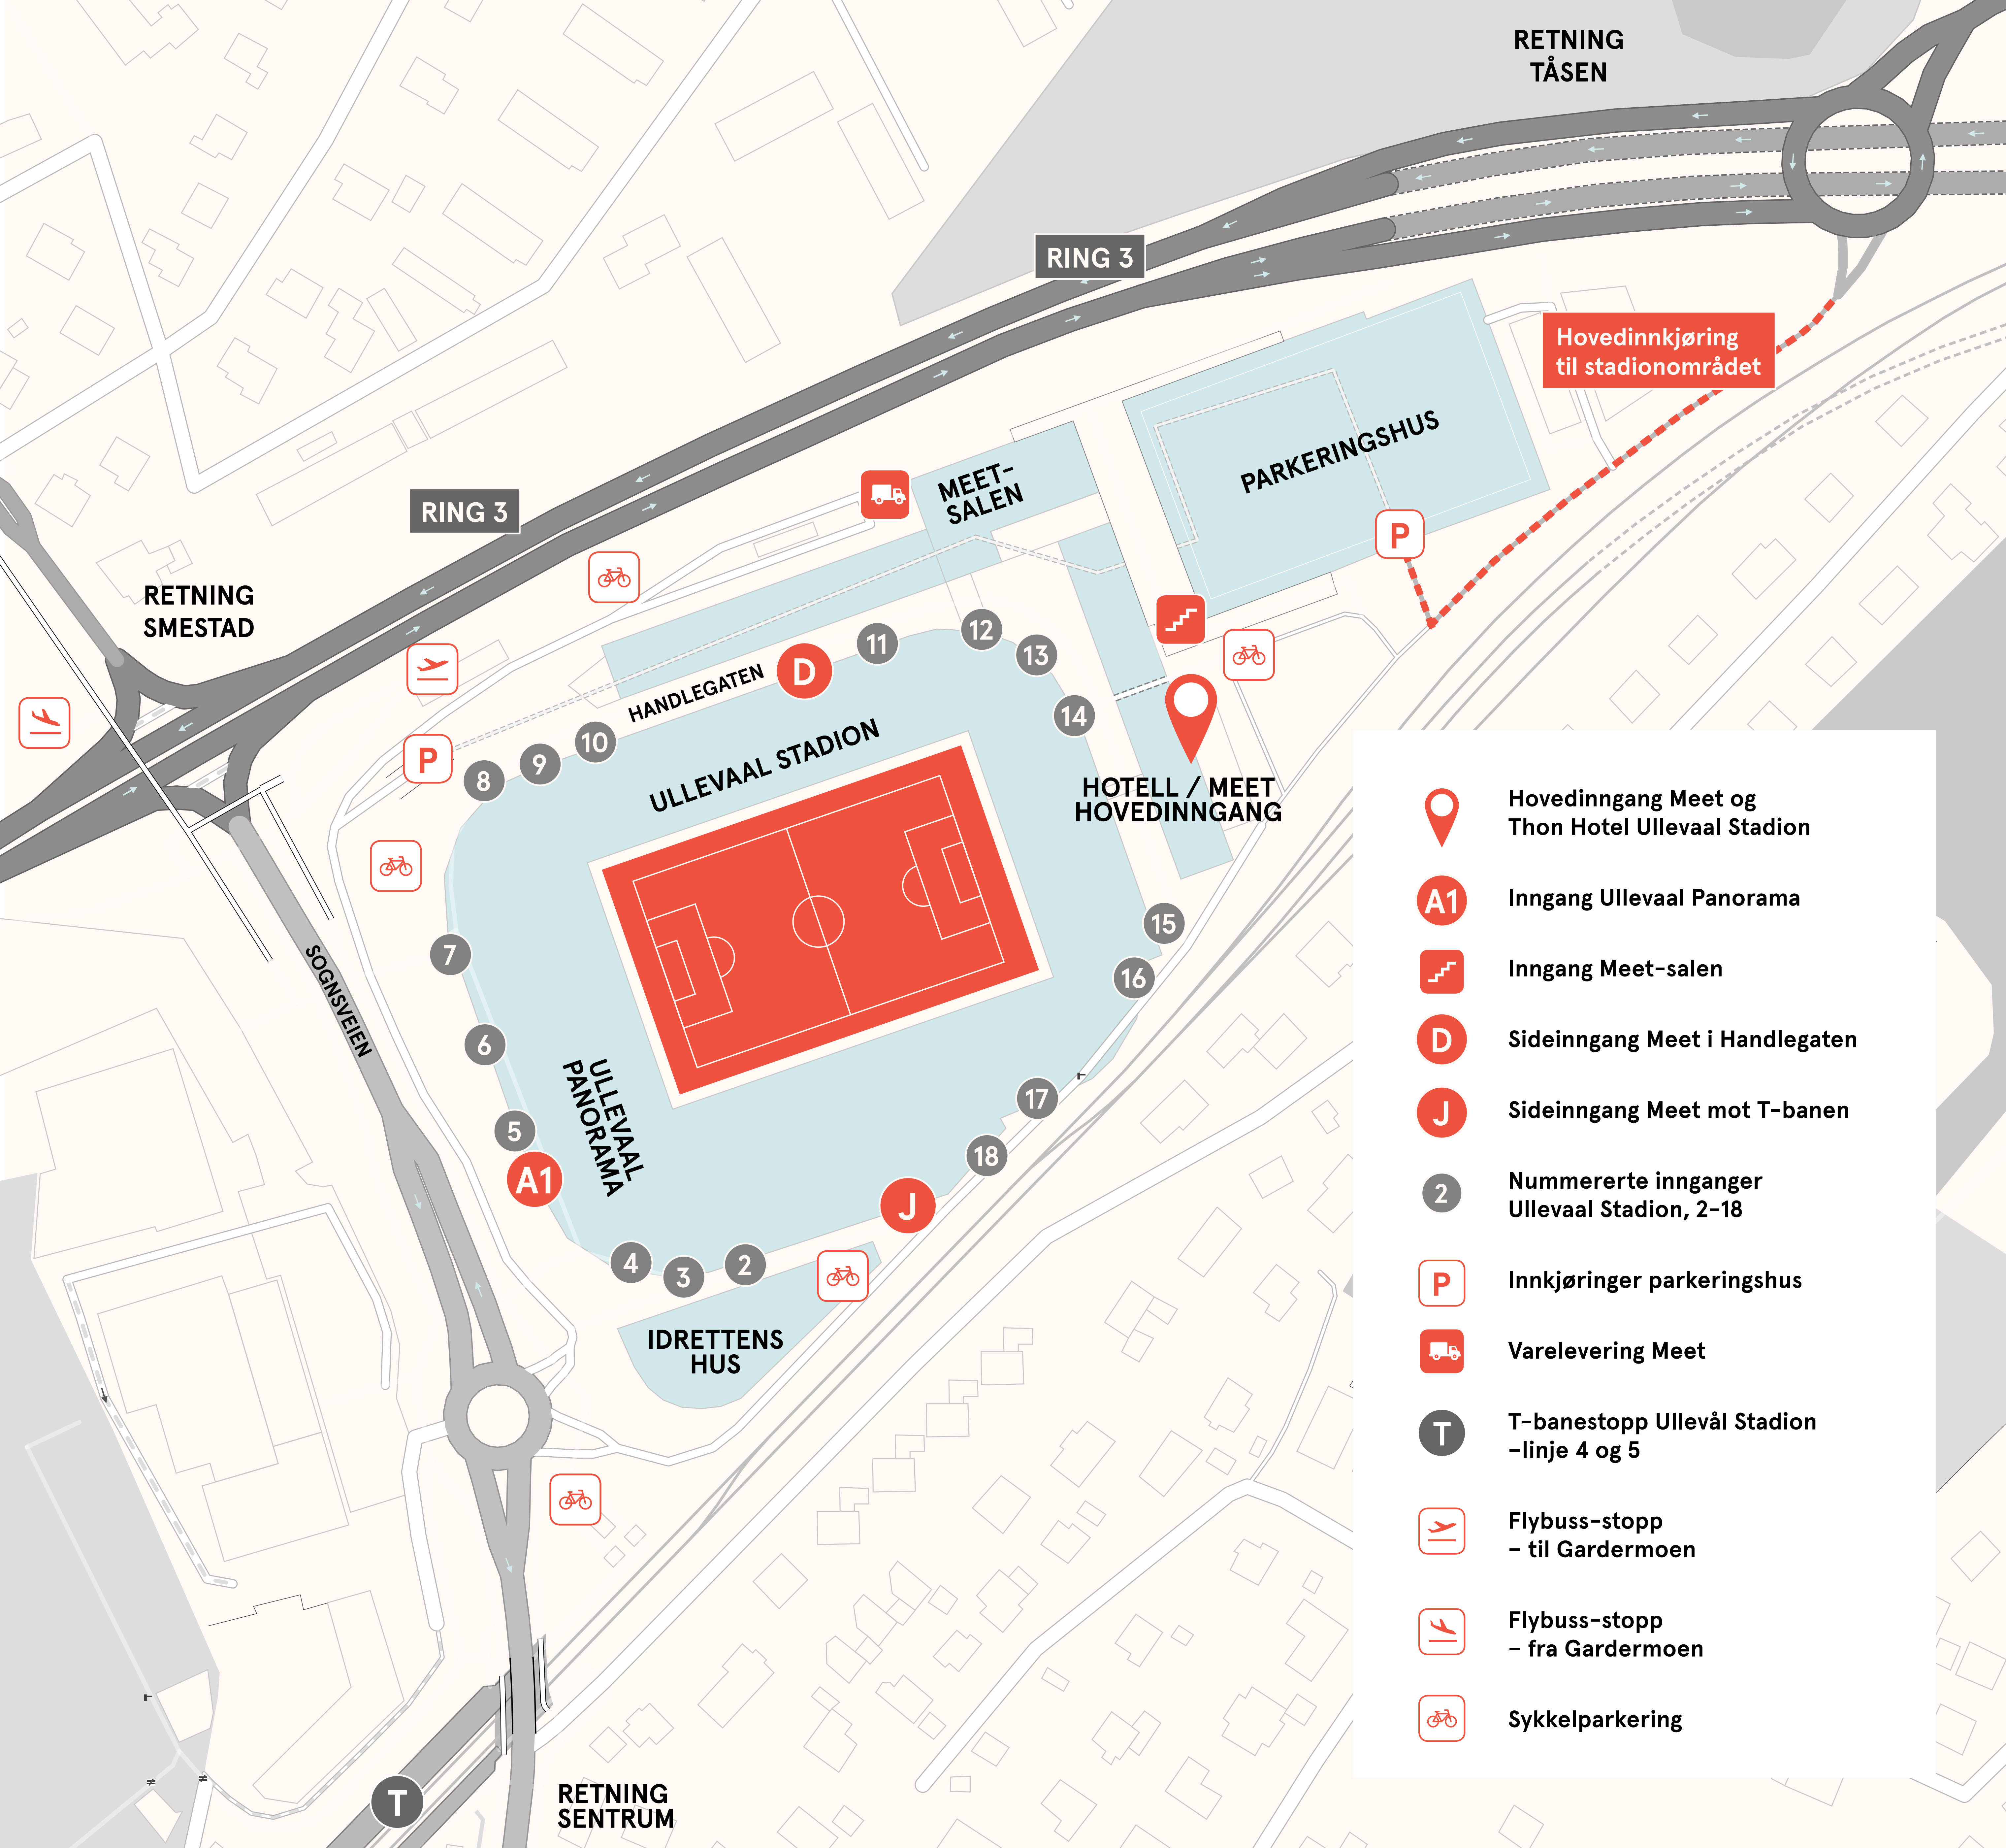 RETNING
TÅSEN
RING 3
Hovedinnkjøring
til stadionområdet
PARKERINGSHUS
MEET-
SALEN
RING 3
P
RETNING
SMESTAD
HANDLEGATEN
D
11
12
13
14
10
9
8
P
ULLEVAAL STADION
HOTELL / MEET
HOVEDINNGANG
15
16
7
SOGNSVEIEN
6
5
A1
ULLEVAAL
PANORAMA
17
18
J
4
3
2
IDRETTENS
HUS
T
RETNING
SENTRUM
Hovedinngang Meet og
Thon Hotel Ullevaal Stadion
A1 Inngang Ullevaal Panorama
Inngang Meet-salen
D Sideinngang Meet i Handlegaten
J Sideinngang Meet mot T-banen
2 Nummererte innganger
Ullevaal Stadion, 2-18
P Innkjøringer parkeringshus
Varelevering Meet
T T-banestopp Ullevål Stadion
–linje 4 og 5
Flybuss-stopp
– til Gardermoen
Flybuss-stopp
– fra Gardermoen
Sykkelparkering